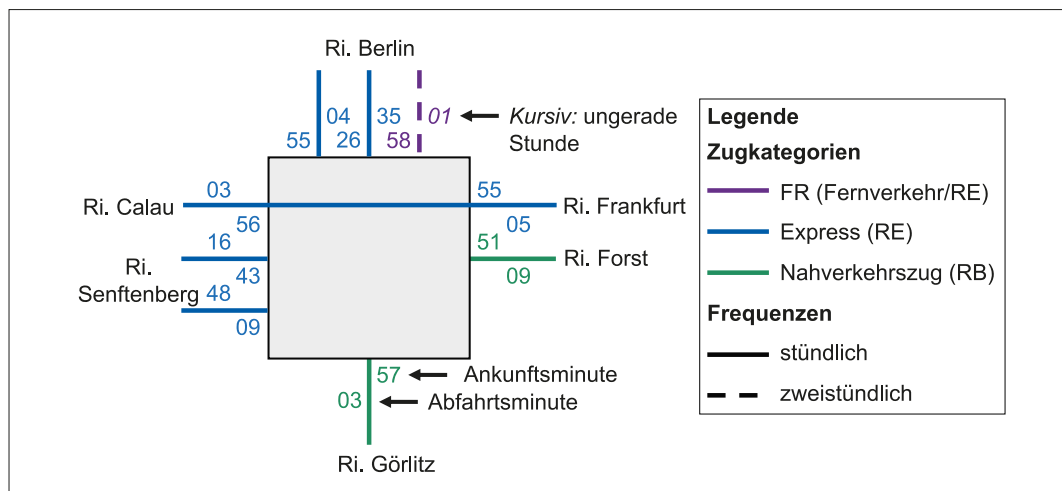 Ri. Berlin
04
35
01
Kursiv: ungerade
Stunde
55
26
58
Legende
Zugkategorien
FR (Fernverkehr/RE)
Express (RE)
Nahverkehrszug (RB)
Frequenzen
stündlich
zweistündlich
03
Ri. Calau
56
55
Ri. Frankfurt
05
16
Ri.
Senftenberg
43
48
09
51
Ri. Forst
09
57
Ankunftsminute
03
Abfahrtsminute
Ri. Görlitz